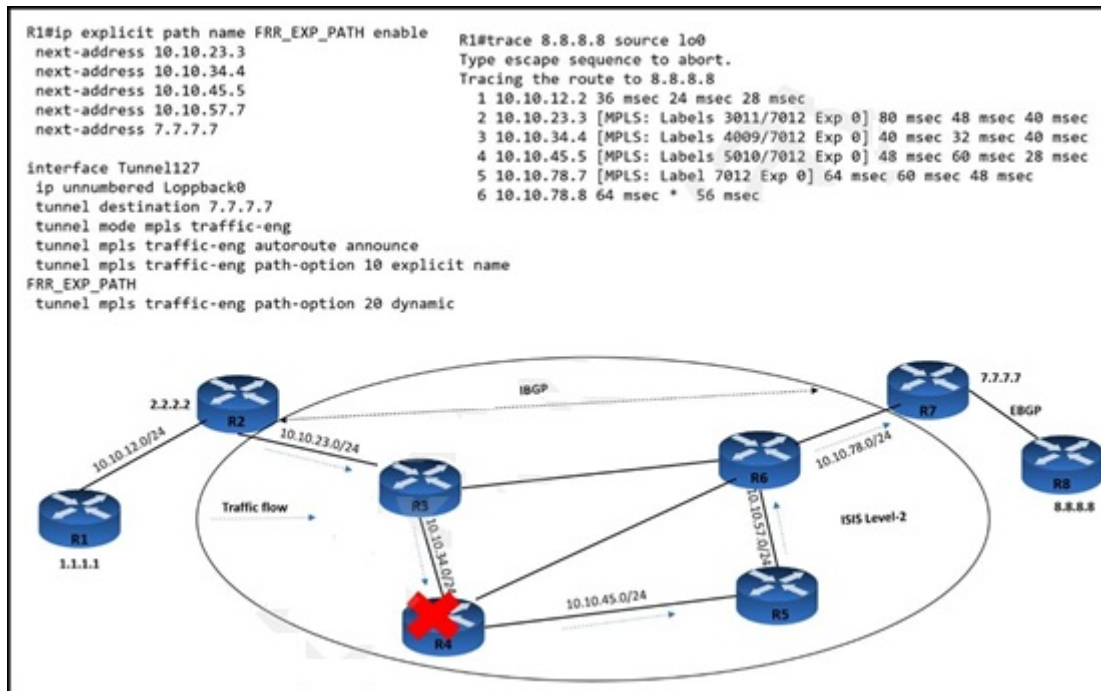 R1#ip explicit path name FRR_EXP_PATH enable
next-address 10.10.23.3
next-address 10.10.34.4
next-address 10.10.45.5
next-address 10.10.57.7
next-address 7.7.7.7
interface Tunnel127
ip unnumbered Loppback0
tunnel destination 7.7.7.7
tunnel mode mpls traffic-eng
tunnel mpls traffic-eng autoroute announce
tunnel mpls traffic-eng path-option 10 explicit name
FRR_EXP_PATH
tunnel mpls traffic-eng path-option 20 dynamic
R1#trace 8.8.8.8 source lo0
Type escape sequence to abort.
Tracing the route to 8.8.8.8
1 10.10.12.2 36 msec 24 msec 28 msec
2 10.10.23.3 [MPLS: Labels 3011/7012 Exp 0] 80 msec 48 msec 40 msec
3 10.10.34.4 [MPLS: Labels 4009/7012 Exp 0] 40 msec 32 msec 40 msec
4 10.10.45.5 [MPLS: Labels 5010/7012 Exp 0] 48 msec 60 msec 28 msec
5 10.10.78.7 [MPLS: Label 7012 Exp 0] 64 msec 60 msec 48 msec
6 10.10.78.8 64 msec * 56 msec
IBGP
7.7.7.7
2.2.2.2
R2
R7
EBGP
10.10.12.0/24
10.10.23.0/24
10.10.78.0/24
R3
R6
R8
8.8.8.8
R1
1.1.1.1
Traffic flow
10.10.34.0/24
10.10.57.0/24
ISIS Level-2
10.10.45.0/24
R4
R5